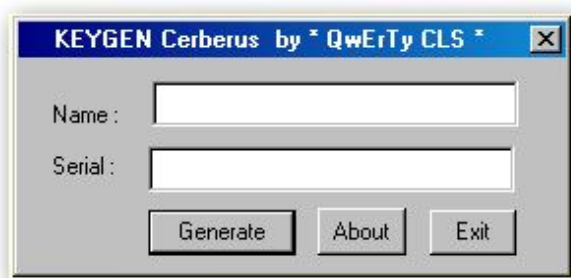 KEYGEN Cerberus by * QwErTy CLS *
Name :
Serial :
Generate About Exit